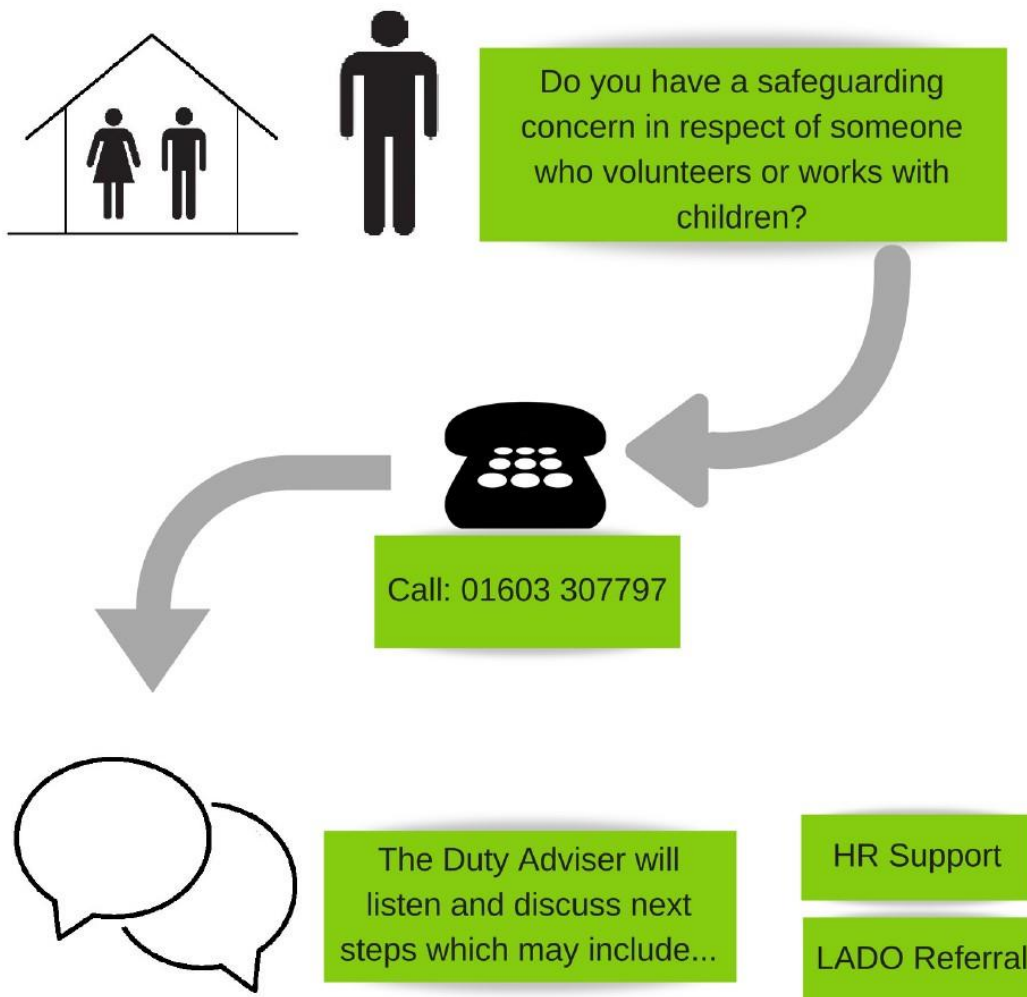 Do you have a safeguarding
concern in respect of someone
who volunteers or works with
children?
Call: 01603 307797
The Duty Adviser will
listen and discuss next
steps which may include...
HR Support
LADO Referral